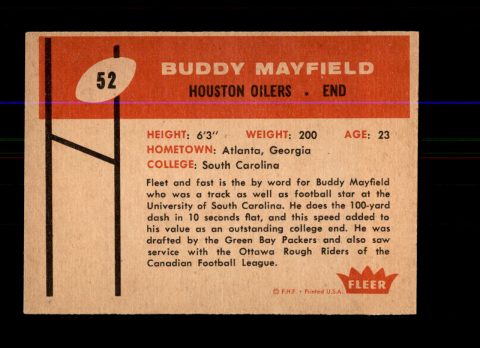 52
BUDDY MAYFIELD
HOUSTON OILERS . END
HEIGHT: 6'3" WEIGHT: 200 AGE: 23
HOMETOWN: Atlanta, Georgia
COLLEGE: South Carolina
Fleet and fast is the by word for Buddy Mayfield
who was a track as well as football star at the
University of South Carolina. He does the 100-yard
dash in 10 seconds flat, and this speed added to
his value as an outstanding college end. He was
drafted by the Green Bay Packers and also saw
service with the Ottawa Rough Riders of the
Canadian Football League.
FLEER
© F.H.F. • Printed U.S.A.